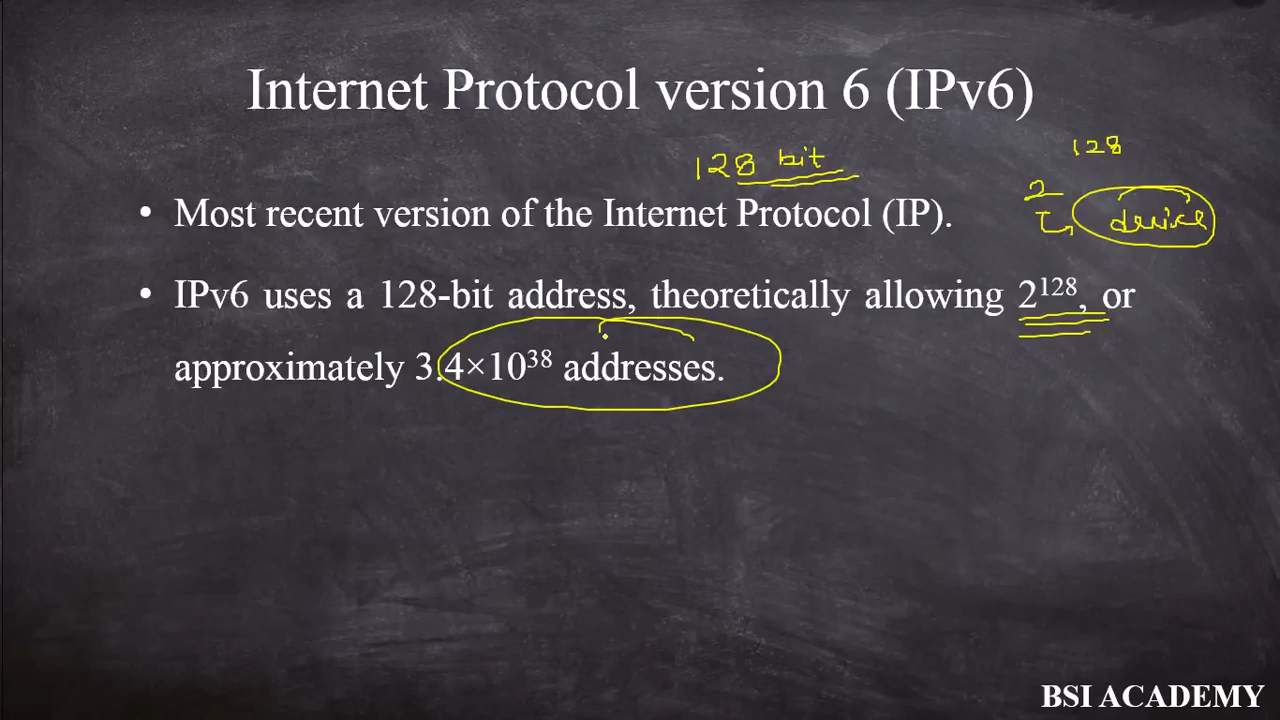 Internet Protocol version 6 (IPv6)
128 bit
128
2
device
• Most recent version of the Internet Protocol (IP).
• IPv6 uses a 128-bit address, theoretically allowing 2¹²⁸, or
approximately 3.4×10³⁸ addresses.
BSI ACADEMY